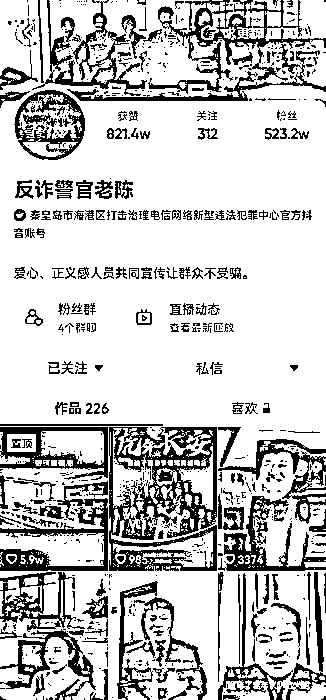 获赞 关注 粉丝
821.4w 312 523.2w
反诈警官老陈
秦皇岛市海港区打击治理电信网络新型违法犯罪中心官方抖
音账号
爱心、正义感人员共同宣传让群众不受骗。
粉丝群 直播动态
4个群聊 查看最新回放
已关注 私信
作品 226 喜欢
置顶
5.9w 3374